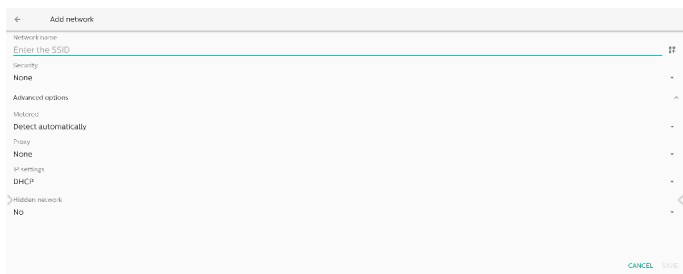 Add network
Network name
Enter the SSID
Security
None
Advanced options
Metered
Detect automatically
Proxy
None
IP settings
DHCP
Hidden network
No
CANCEL SAVE